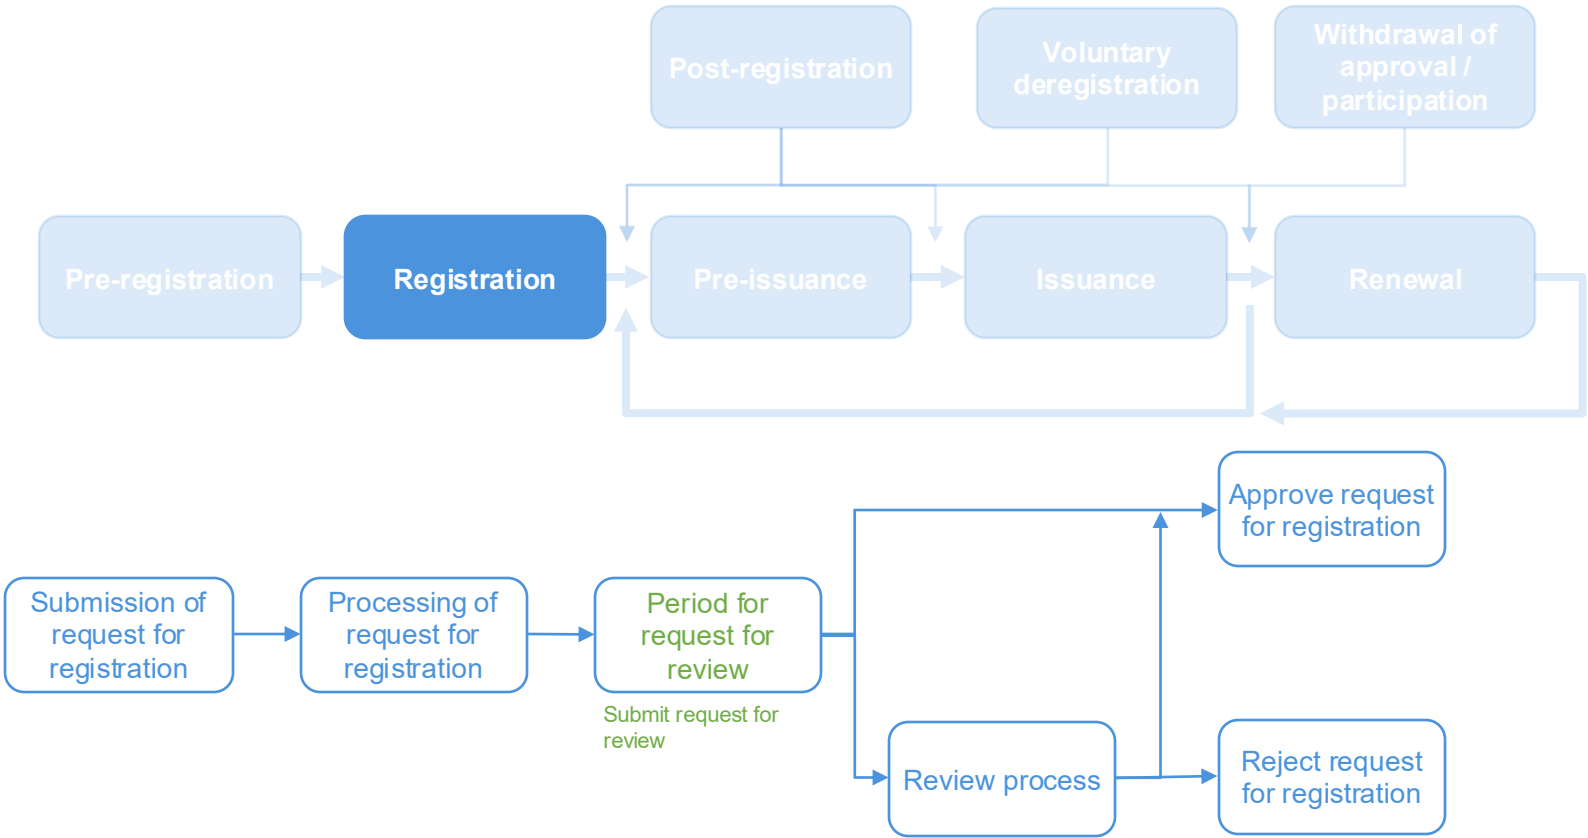 Post-registration
Voluntary
deregistration
Withdrawal of
approval /
participation
Pre-registration
Registration
Pre-issuance
Issuance
Renewal
Approve request
for registration
Submission of
request for
registration
Processing of
request for
registration
Period for
request for
review
Submit request for
review
Review process
Reject request
for registration